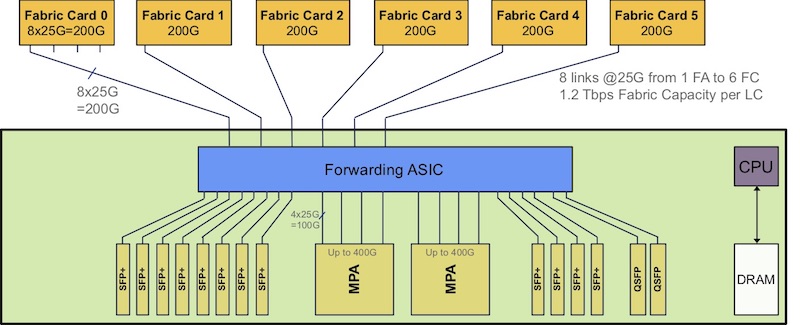 Fabric Card 0
8x25G=200G
Fabric Card 1
200G
Fabric Card 2
200G
Fabric Card 3
200G
Fabric Card 4
200G
Fabric Card 5
200G
8x25G
=200G
8 links @25G from 1 FA to 6 FC
1.2 Tbps Fabric Capacity per LC
Forwarding ASIC
CPU
4x25G
=100G
SFP+
SFP+
SFP+
SFP+
SFP+
SFP+
SFP+
SFP+
Up to 400G
MPA
Up to 400G
MPA
SFP+
SFP+
SFP+
SFP+
QSFP
QSFP
DRAM